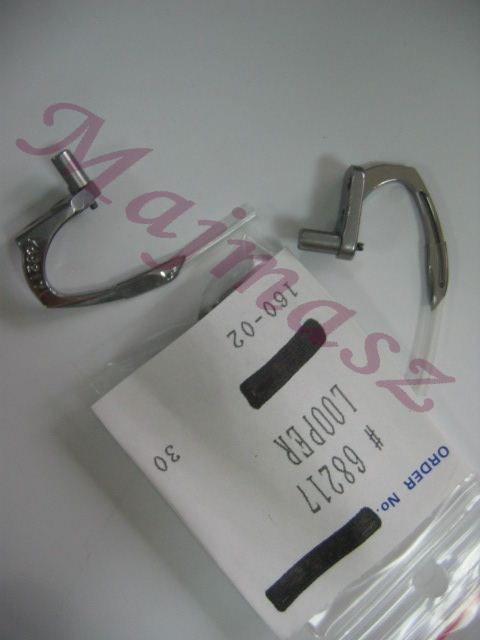 Majmasz
ORDER No.
# 68217
LOOPER
160-02
30